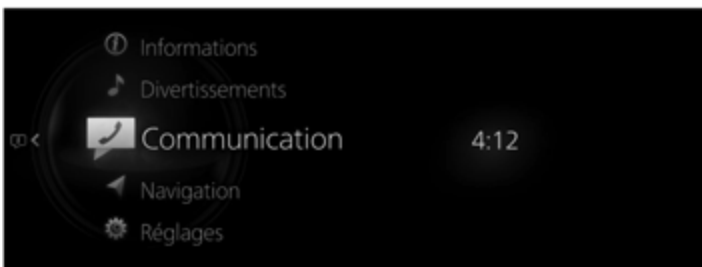 Informations
Divertissements
Communication
4:12
Navigation
Réglages